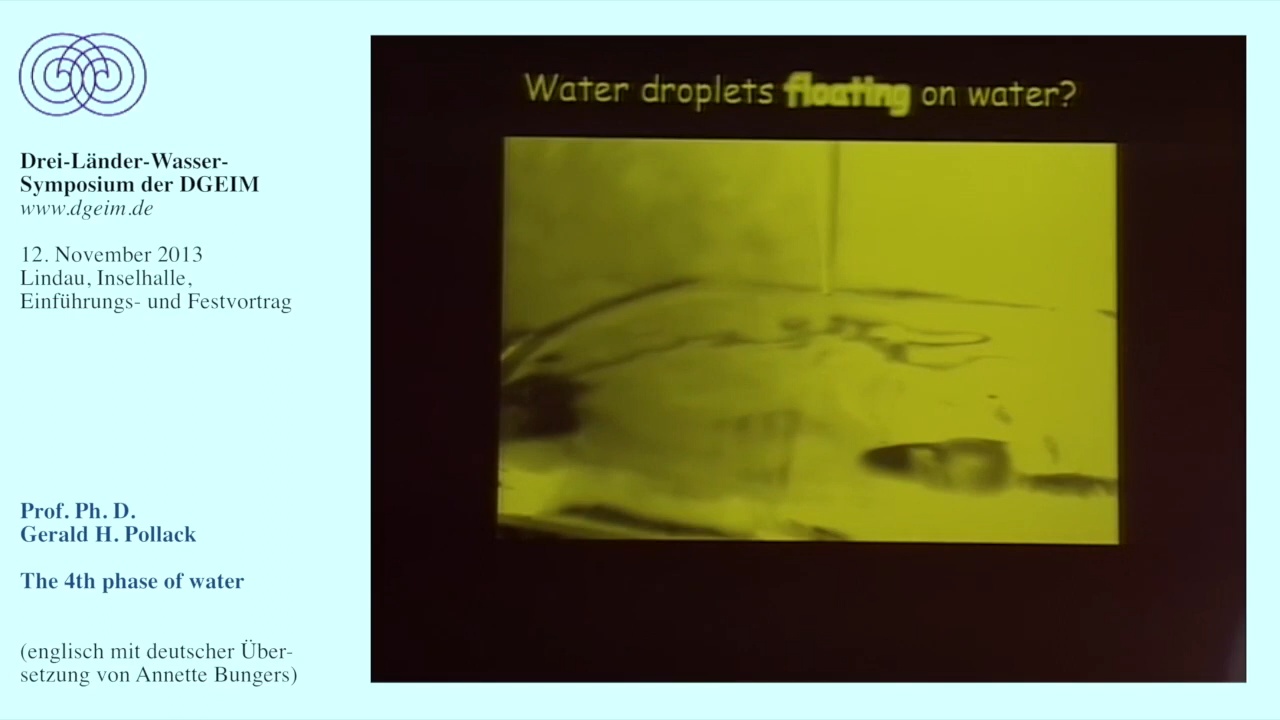 Drei-Länder-Wasser-
Symposium der DGEIM
www.dgeim.de
12. November 2013
Lindau, Inselhalle,
Einführungs- und Festvortrag
Prof. Ph. D.
Gerald H. Pollack
The 4th phase of water
(englisch mit deutscher Über-
setzung von Annette Bungers)
Water droplets floating on water?